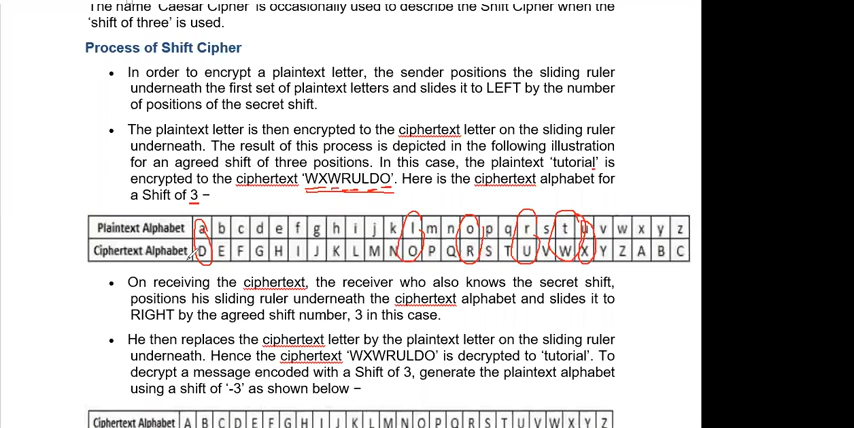 The name 'Caesar Cipher' is occasionally used to describe the Shift Cipher when the
'shift of three' is used.
Process of Shift Cipher
• In order to encrypt a plaintext letter, the sender positions the sliding ruler
underneath the first set of plaintext letters and slides it to LEFT by the number
of positions of the secret shift.
• The plaintext letter is then encrypted to the ciphertext letter on the sliding ruler
underneath. The result of this process is depicted in the following illustration
for an agreed shift of three positions. In this case, the plaintext 'tutorial' is
encrypted to the ciphertext 'WXWRULDO'. Here is the ciphertext alphabet for
a Shift of 3 −
Plaintext Alphabet a b c d e f g h i j k l m n o p q r s t u v w x y z
Ciphertext Alphabet D E F G H I J K L M N O P Q R S T U V W X Y Z A B C
• On receiving the ciphertext, the receiver who also knows the secret shift,
positions his sliding ruler underneath the ciphertext alphabet and slides it to
RIGHT by the agreed shift number, 3 in this case.
• He then replaces the ciphertext letter by the plaintext letter on the sliding ruler
underneath. Hence the ciphertext 'WXWRULDO' is decrypted to 'tutorial'. To
decrypt a message encoded with a Shift of 3, generate the plaintext alphabet
using a shift of '-3' as shown below −
Ciphertext Alphabet A B C D E F G H I J K L M N O P Q R S T U V W X Y Z